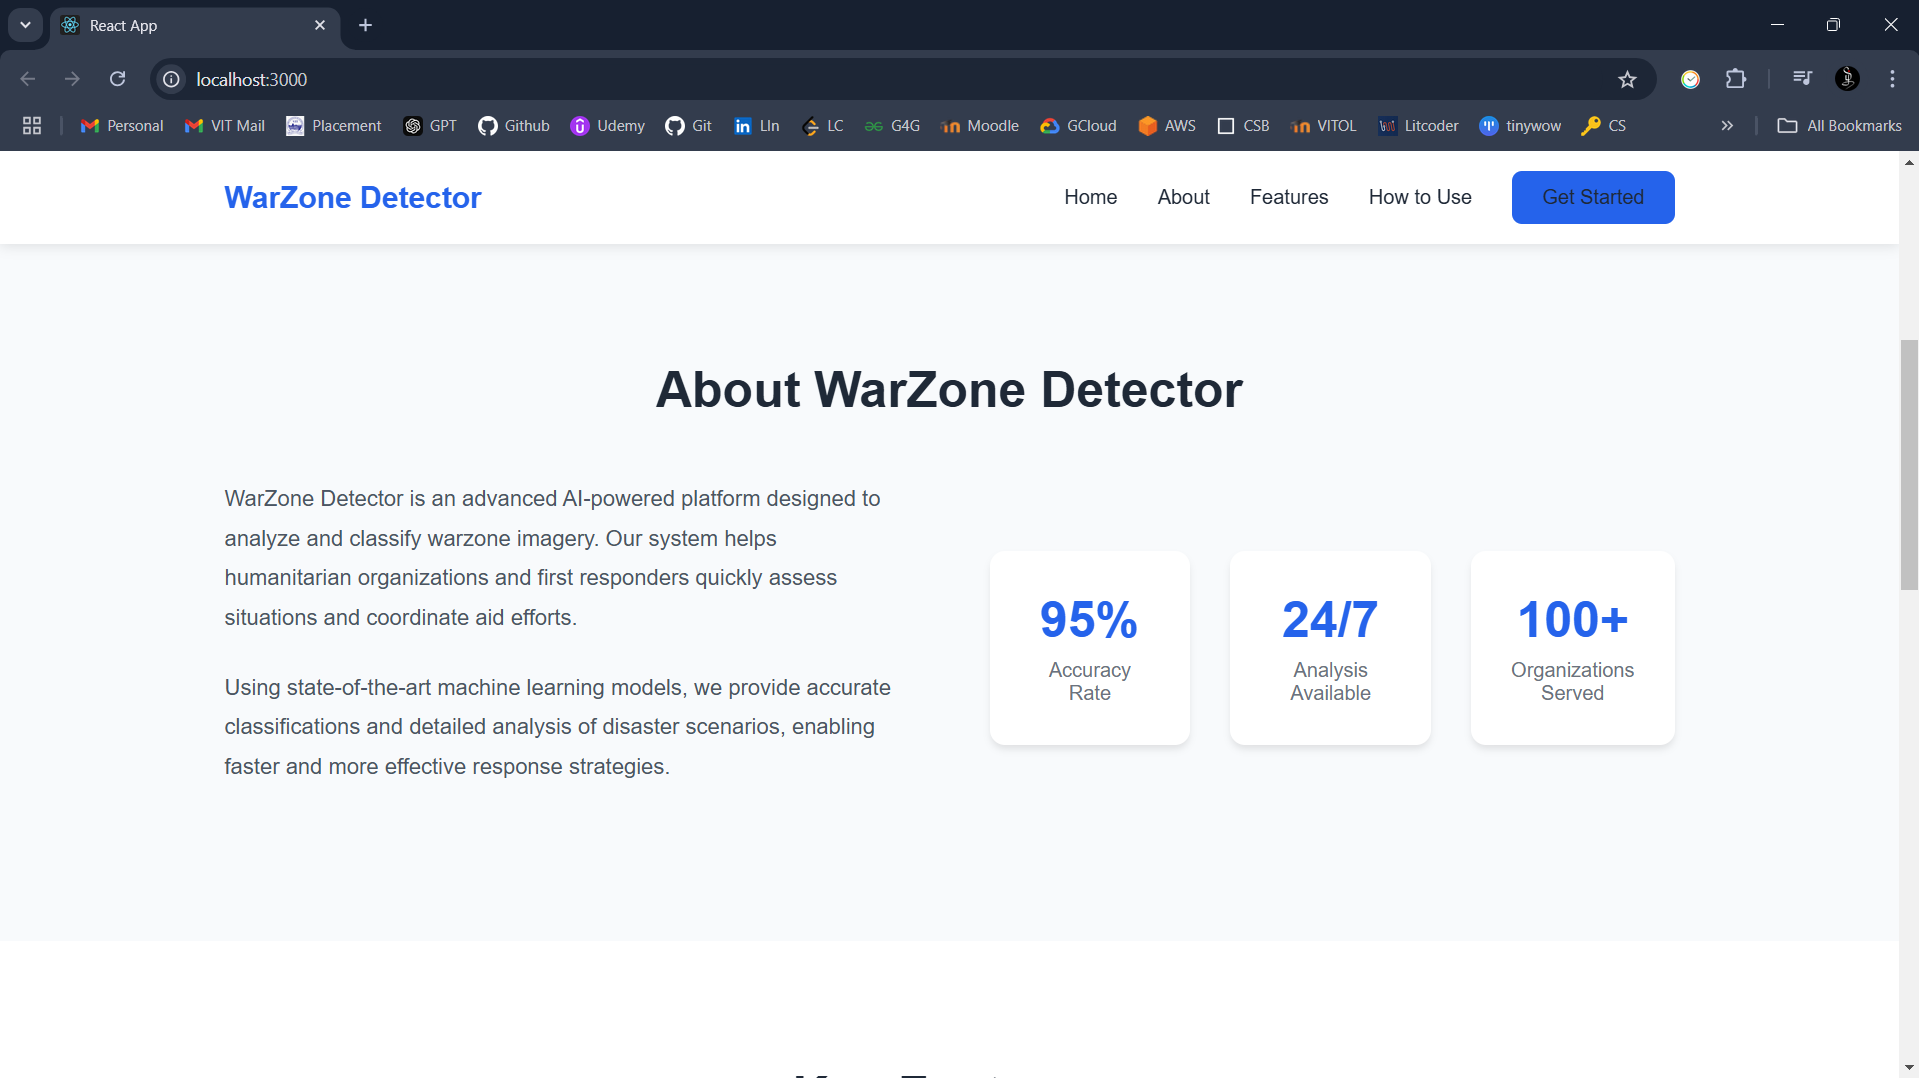 React App
localhost:3000
Personal
VIT Mail
Placement
GPT
Github
Udemy
Git
LIn
LC
G4G
Moodle
GCloud
AWS
CSB
VITOL
Litcoder
tinywow
CS
All Bookmarks
WarZone Detector
Home
About
Features
How to Use
Get Started
About WarZone Detector
WarZone Detector is an advanced AI-powered platform designed to
analyze and classify warzone imagery. Our system helps
humanitarian organizations and first responders quickly assess
situations and coordinate aid efforts.
Using state-of-the-art machine learning models, we provide accurate
classifications and detailed analysis of disaster scenarios, enabling
faster and more effective response strategies.
95%
Accuracy
Rate
24/7
Analysis
Available
100+
Organizations
Served